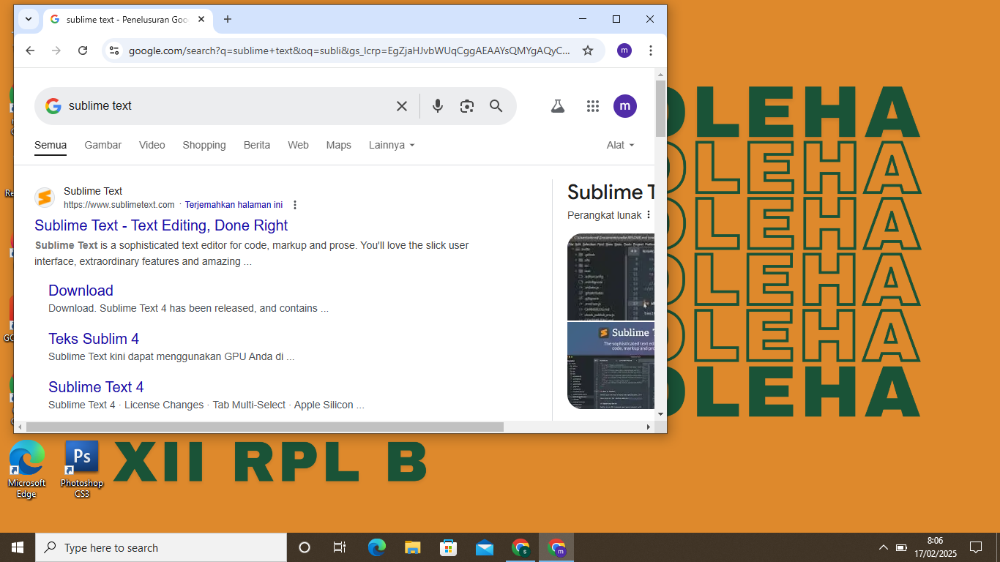 sublime text - Penelusuran Goo
google.com/search?q=sublime+text&oq=subli&gs_lcrp=EgZjaHJvbWUqCggAEAAYsQMYgAQyC...
m
sublime text
m
Semua Gambar Video Shopping Berita Web Maps Lainnya Alat
Sublime Text
https://www.sublimetext.com · Terjemahkan halaman ini
Sublime Text - Text Editing, Done Right
Sublime Text is a sophisticated text editor for code, markup and prose. You'll love the slick user
interface, extraordinary features and amazing ...
Download
Download. Sublime Text 4 has been released, and contains ...
Teks Sublim 4
Sublime Text kini dapat menggunakan GPU Anda di ...
Sublime Text 4
Sublime Text 4 · License Changes · Tab Multi-Select · Apple Silicon ...
Sublime T
Perangkat lunak
Sublime
The sophisticated text edi
code, markup and pro
OLEHA
OLEHA
OLEHA
OLEHA
OLEHA
OLEHA
XII RPL B
Re
GO
Microsoft
Edge
Ps
Photoshop
CS3
Type here to search
s
m
8:06
17/02/2025